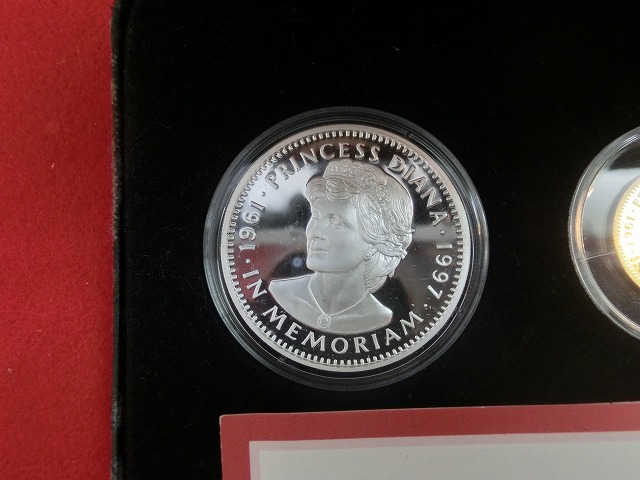 1961 · PRINCESS DIANA · 1997
· IN MEMORIAM ·